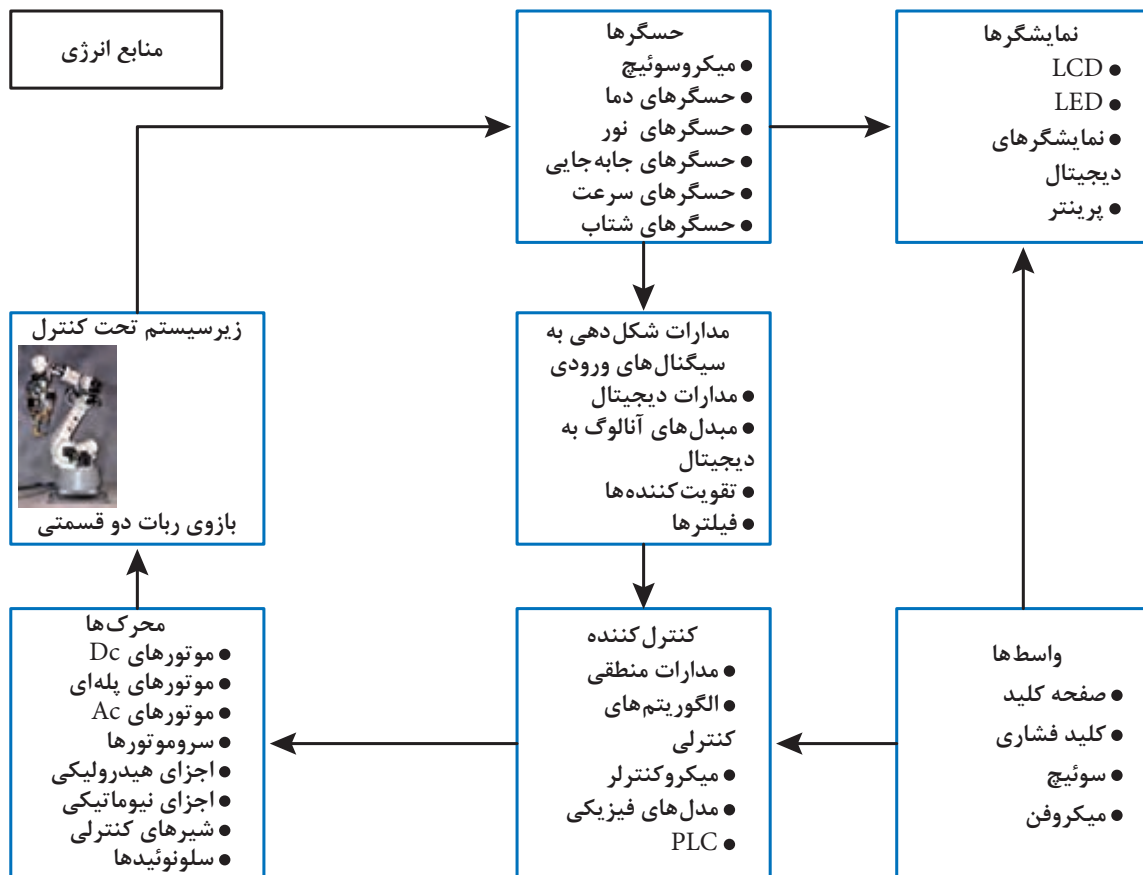 منابع انرژی
حسگرها
● میکروسوئیچ
● حسگرهای دما
● حسگرهای نور
● حسگرهای جابه‌جایی
● حسگرهای سرعت
● حسگرهای شتاب
نمایشگرها
● LCD
● LED
● نمایشگرهای
دیجیتال
● پرینتر
زیرسیستم تحت کنترل
بازوی ربات دو قسمتی
مدارات شکل‌دهی به
سیگنال‌های ورودی
● مدارات دیجیتال
● مبدل‌های آنالوگ به
دیجیتال
● تقویت‌کننده‌ها
● فیلترها
محرک‌ها
● موتورهای Dc
● موتورهای پله‌ای
● موتورهای Ac
● سروموتورها
● اجزای هیدرولیکی
● اجزای نیوماتیکی
● شیرهای کنترلی
● سلونوئیدها
کنترل‌کننده
● مدارات منطقی
● الگوریتم‌های
کنترلی
● میکروکنترلر
● مدل‌های فیزیکی
● PLC
واسط‌ها
● صفحه کلید
● کلید فشاری
● سوئیچ
● میکروفن